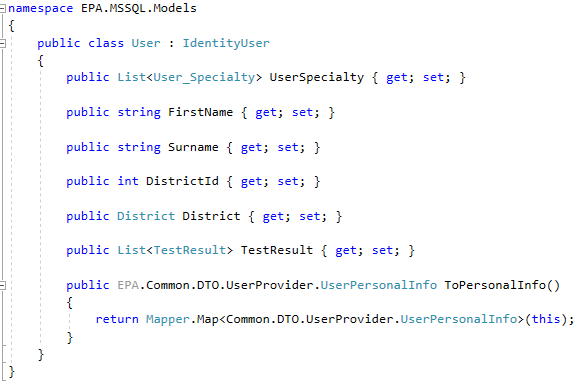 namespace EPA.MSSQL.Models
{
    public class User : IdentityUser
    {
        public List<User_Specialty> UserSpecialty { get; set; }
        public string FirstName { get; set; }
        public string Surname { get; set; }
        public int DistrictId { get; set; }
        public District District { get; set; }
        public List<TestResult> TestResult { get; set; }
        public EPA.Common.DTO.UserProvider.UserPersonalInfo ToPersonalInfo()
        {
            return Mapper.Map<Common.DTO.UserProvider.UserPersonalInfo>(this);
        }
    }
}